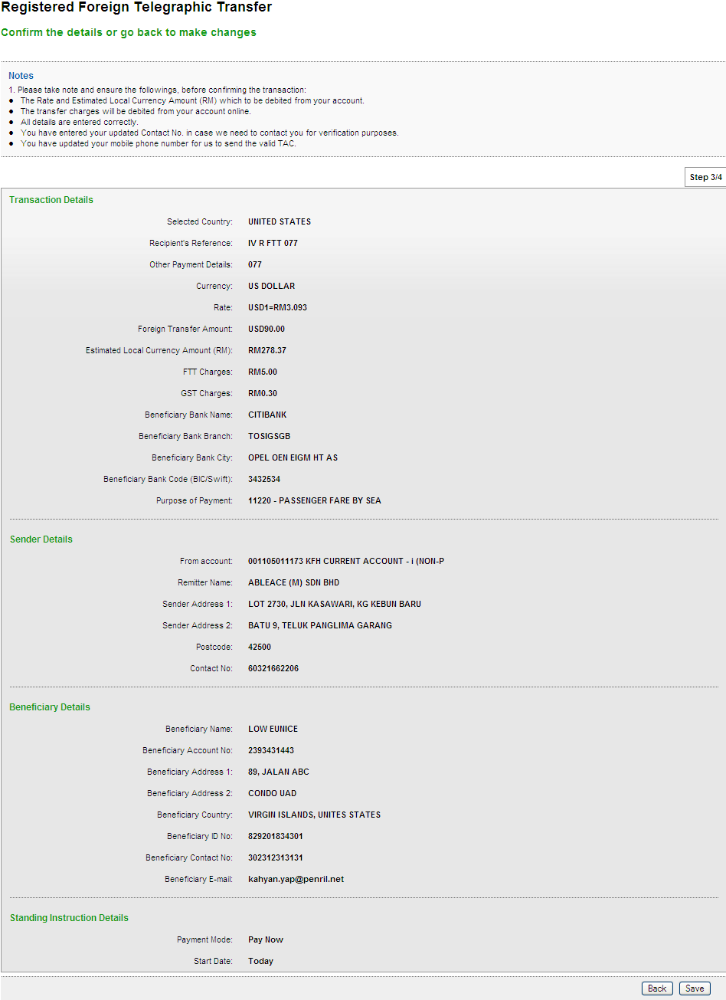 Registered Foreign Telegraphic Transfer
Confirm the details or go back to make changes
Notes
1. Please take note and ensure the followings, before confirming the transaction:
● The Rate and Estimated Local Currency Amount (RM) which to be debited from your account.
● The transfer charges will be debited from your account online.
● All details are entered correctly.
● You have entered your updated Contact No. in case we need to contact you for verification purposes.
● You have updated your mobile phone number for us to send the valid TAC.
Step 3/4
Transaction Details
Selected Country: UNITED STATES
Recipient's Reference: IV R FTT 077
Other Payment Details: 077
Currency: US DOLLAR
Rate: USD1=RM3.093
Foreign Transfer Amount: USD90.00
Estimated Local Currency Amount (RM): RM278.37
FTT Charges: RM5.00
GST Charges: RM0.30
Beneficiary Bank Name: CITIBANK
Beneficiary Bank Branch: TOSIGSGB
Beneficiary Bank City: OPEL OEN EIGM HT AS
Beneficiary Bank Code (BIC/Swift): 3432534
Purpose of Payment: 11220 - PASSENGER FARE BY SEA
Sender Details
From account: 001105011173 KFH CURRENT ACCOUNT - i (NON-P
Remitter Name: ABLEACE (M) SDN BHD
Sender Address 1: LOT 2730, JLN KASAWARI, KG KEBUN BARU
Sender Address 2: BATU 9, TELUK PANGLIMA GARANG
Postcode: 42500
Contact No: 60321662206
Beneficiary Details
Beneficiary Name: LOW EUNICE
Beneficiary Account No: 2393431443
Beneficiary Address 1: 89, JALAN ABC
Beneficiary Address 2: CONDO UAD
Beneficiary Country: VIRGIN ISLANDS, UNITES STATES
Beneficiary ID No: 829201834301
Beneficiary Contact No: 302312313131
Beneficiary E-mail: kahyan.yap@penril.net
Standing Instruction Details
Payment Mode: Pay Now
Start Date: Today
Back Save